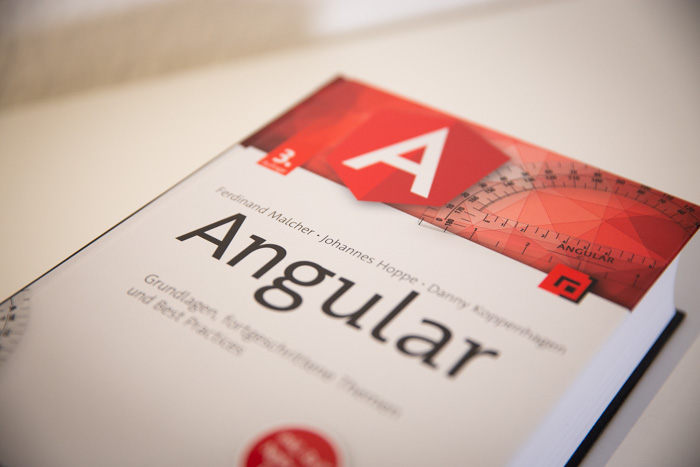 A
3.
ANGULAR
Ferdinand Malcher · Johannes Hoppe · Danny Koppenhagen
Angular
Grundlagen, fortgeschrittene Themen
und Best Practices